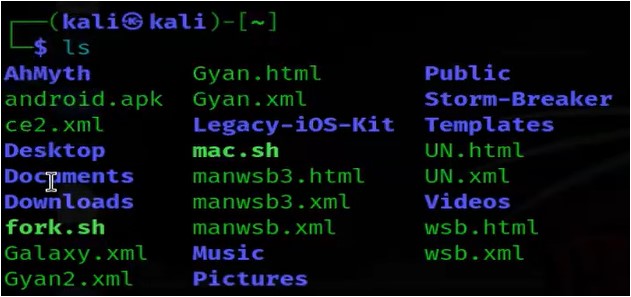 ┌──(kali㉿kali)-[~]
└─$ ls
AhMyth Gyan.html Public
android.apk Gyan.xml Storm-Breaker
ce2.xml Legacy-iOS-Kit Templates
Desktop mac.sh UN.html
Documents manwsb3.html UN.xml
Downloads manwsb3.xml Videos
fork.sh manwsb.xml wsb.html
Galaxy.xml Music wsb.xml
Gyan2.xml Pictures